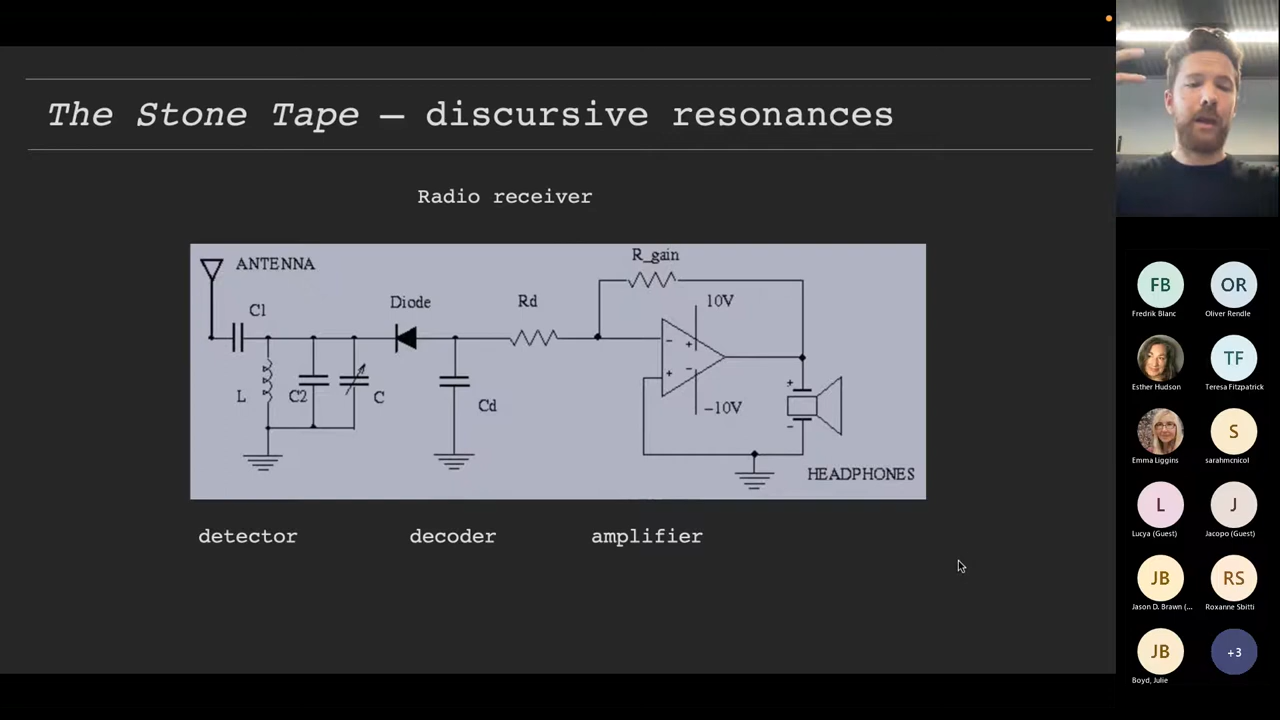 The Stone Tape – discursive resonances
Radio receiver
ANTENNA
R_gain
C1
Diode
Rd
10V
L
C2
C
Cd
-
+
+
-
–10V
+
-
HEADPHONES
detector
decoder
amplifier
FB
OR
Fredrik Blanc
Oliver Rendle
TF
Esther Hudson
Teresa Fitzpatrick
S
Emma Liggins
sarahmcnicol
L
J
Lucya (Guest)
Jacopo (Guest)
JB
RS
Jason D. Brawn (...
Roxanne Sbitti
JB
+3
Boyd, Julie